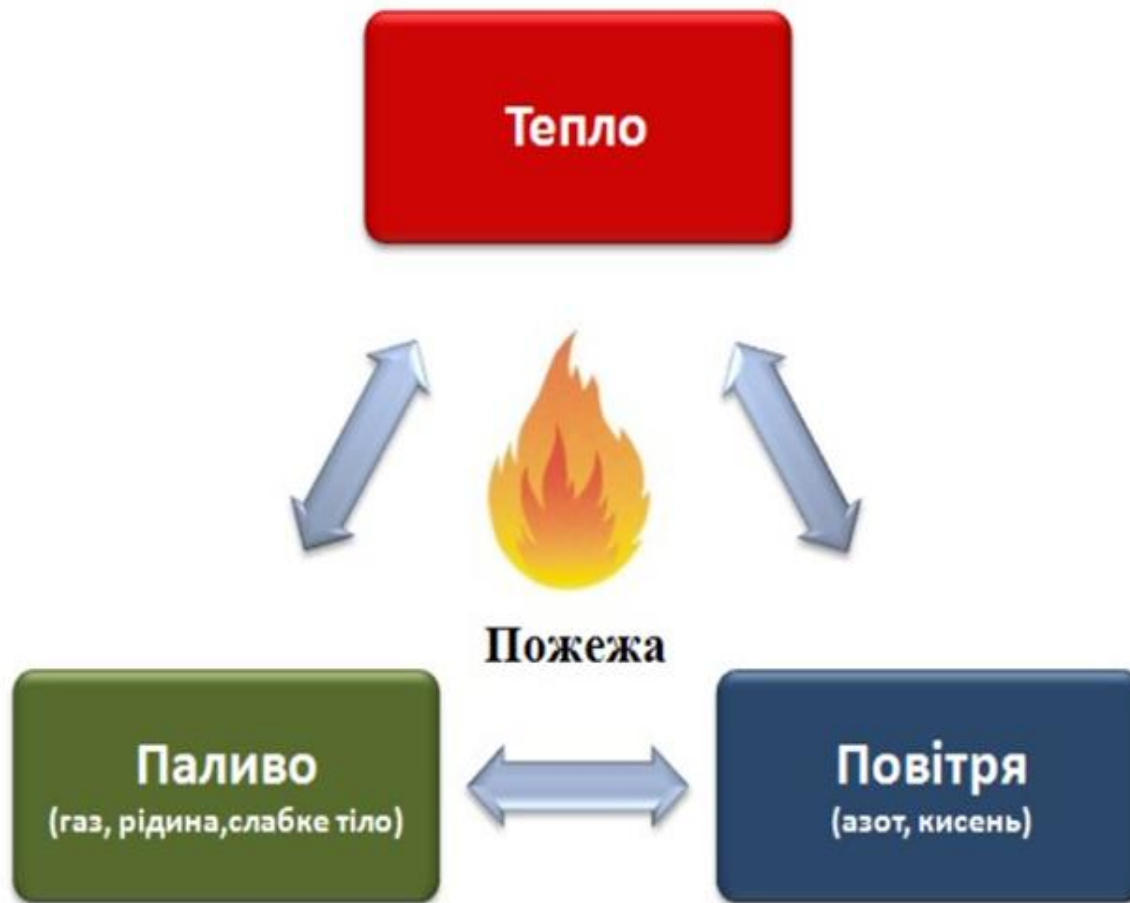 Тепло
Пожежа
Паливо
(газ, рідина,слабке тіло)
Повітря
(азот, кисень)